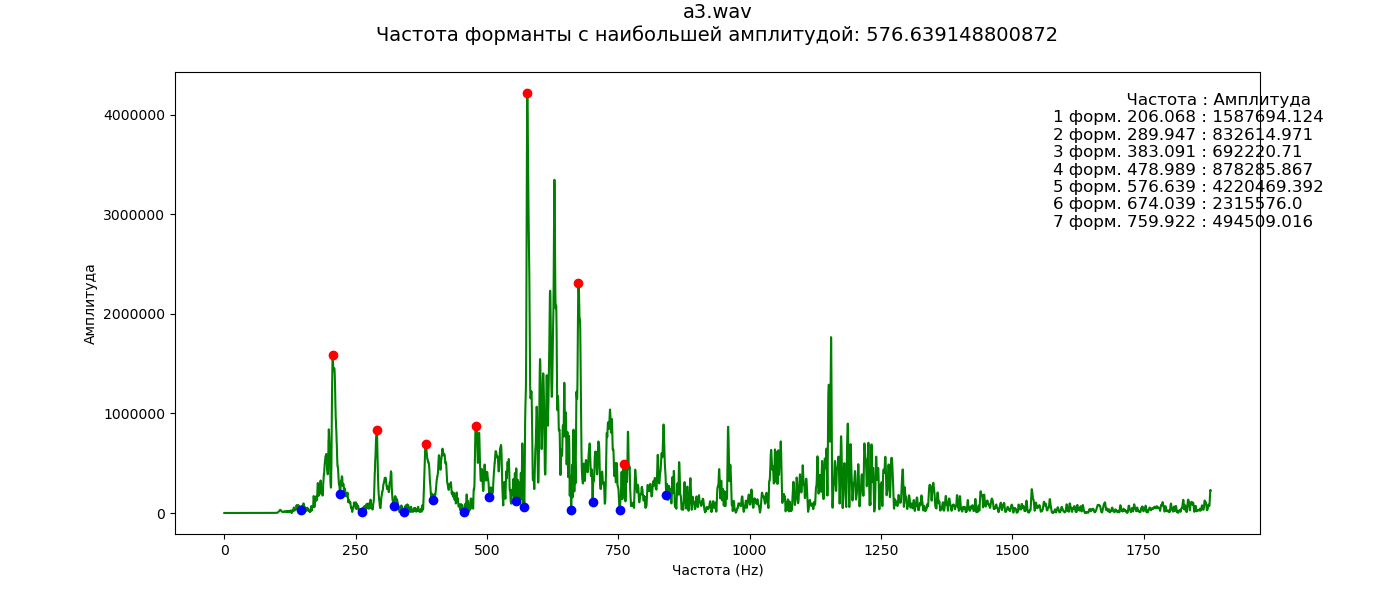 a3.wav
Частота форманты с наибольшей амплитудой: 576.639148800872
Частота : Амплитуда
1 форм. 206.068 : 1587694.124
2 форм. 289.947 : 832614.971
3 форм. 383.091 : 692220.71
4 форм. 478.989 : 878285.867
5 форм. 576.639 : 4220469.392
6 форм. 674.039 : 2315576.0
7 форм. 759.922 : 494509.016
4000000
3000000
2000000
1000000
0
Амплитуда
0 250 500 750 1000 1250 1500 1750
Частота (Hz)